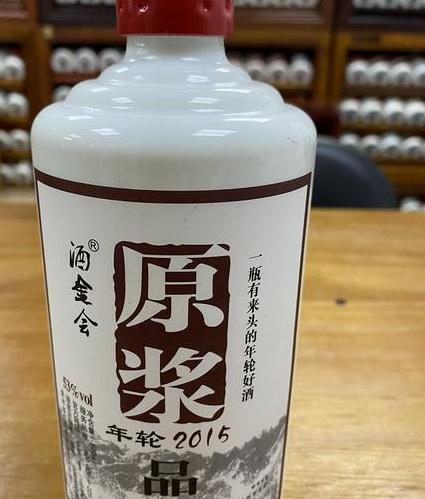 酒金会®
原浆
一瓶有来头的年轮好酒
53%vol
年轮 2015
品